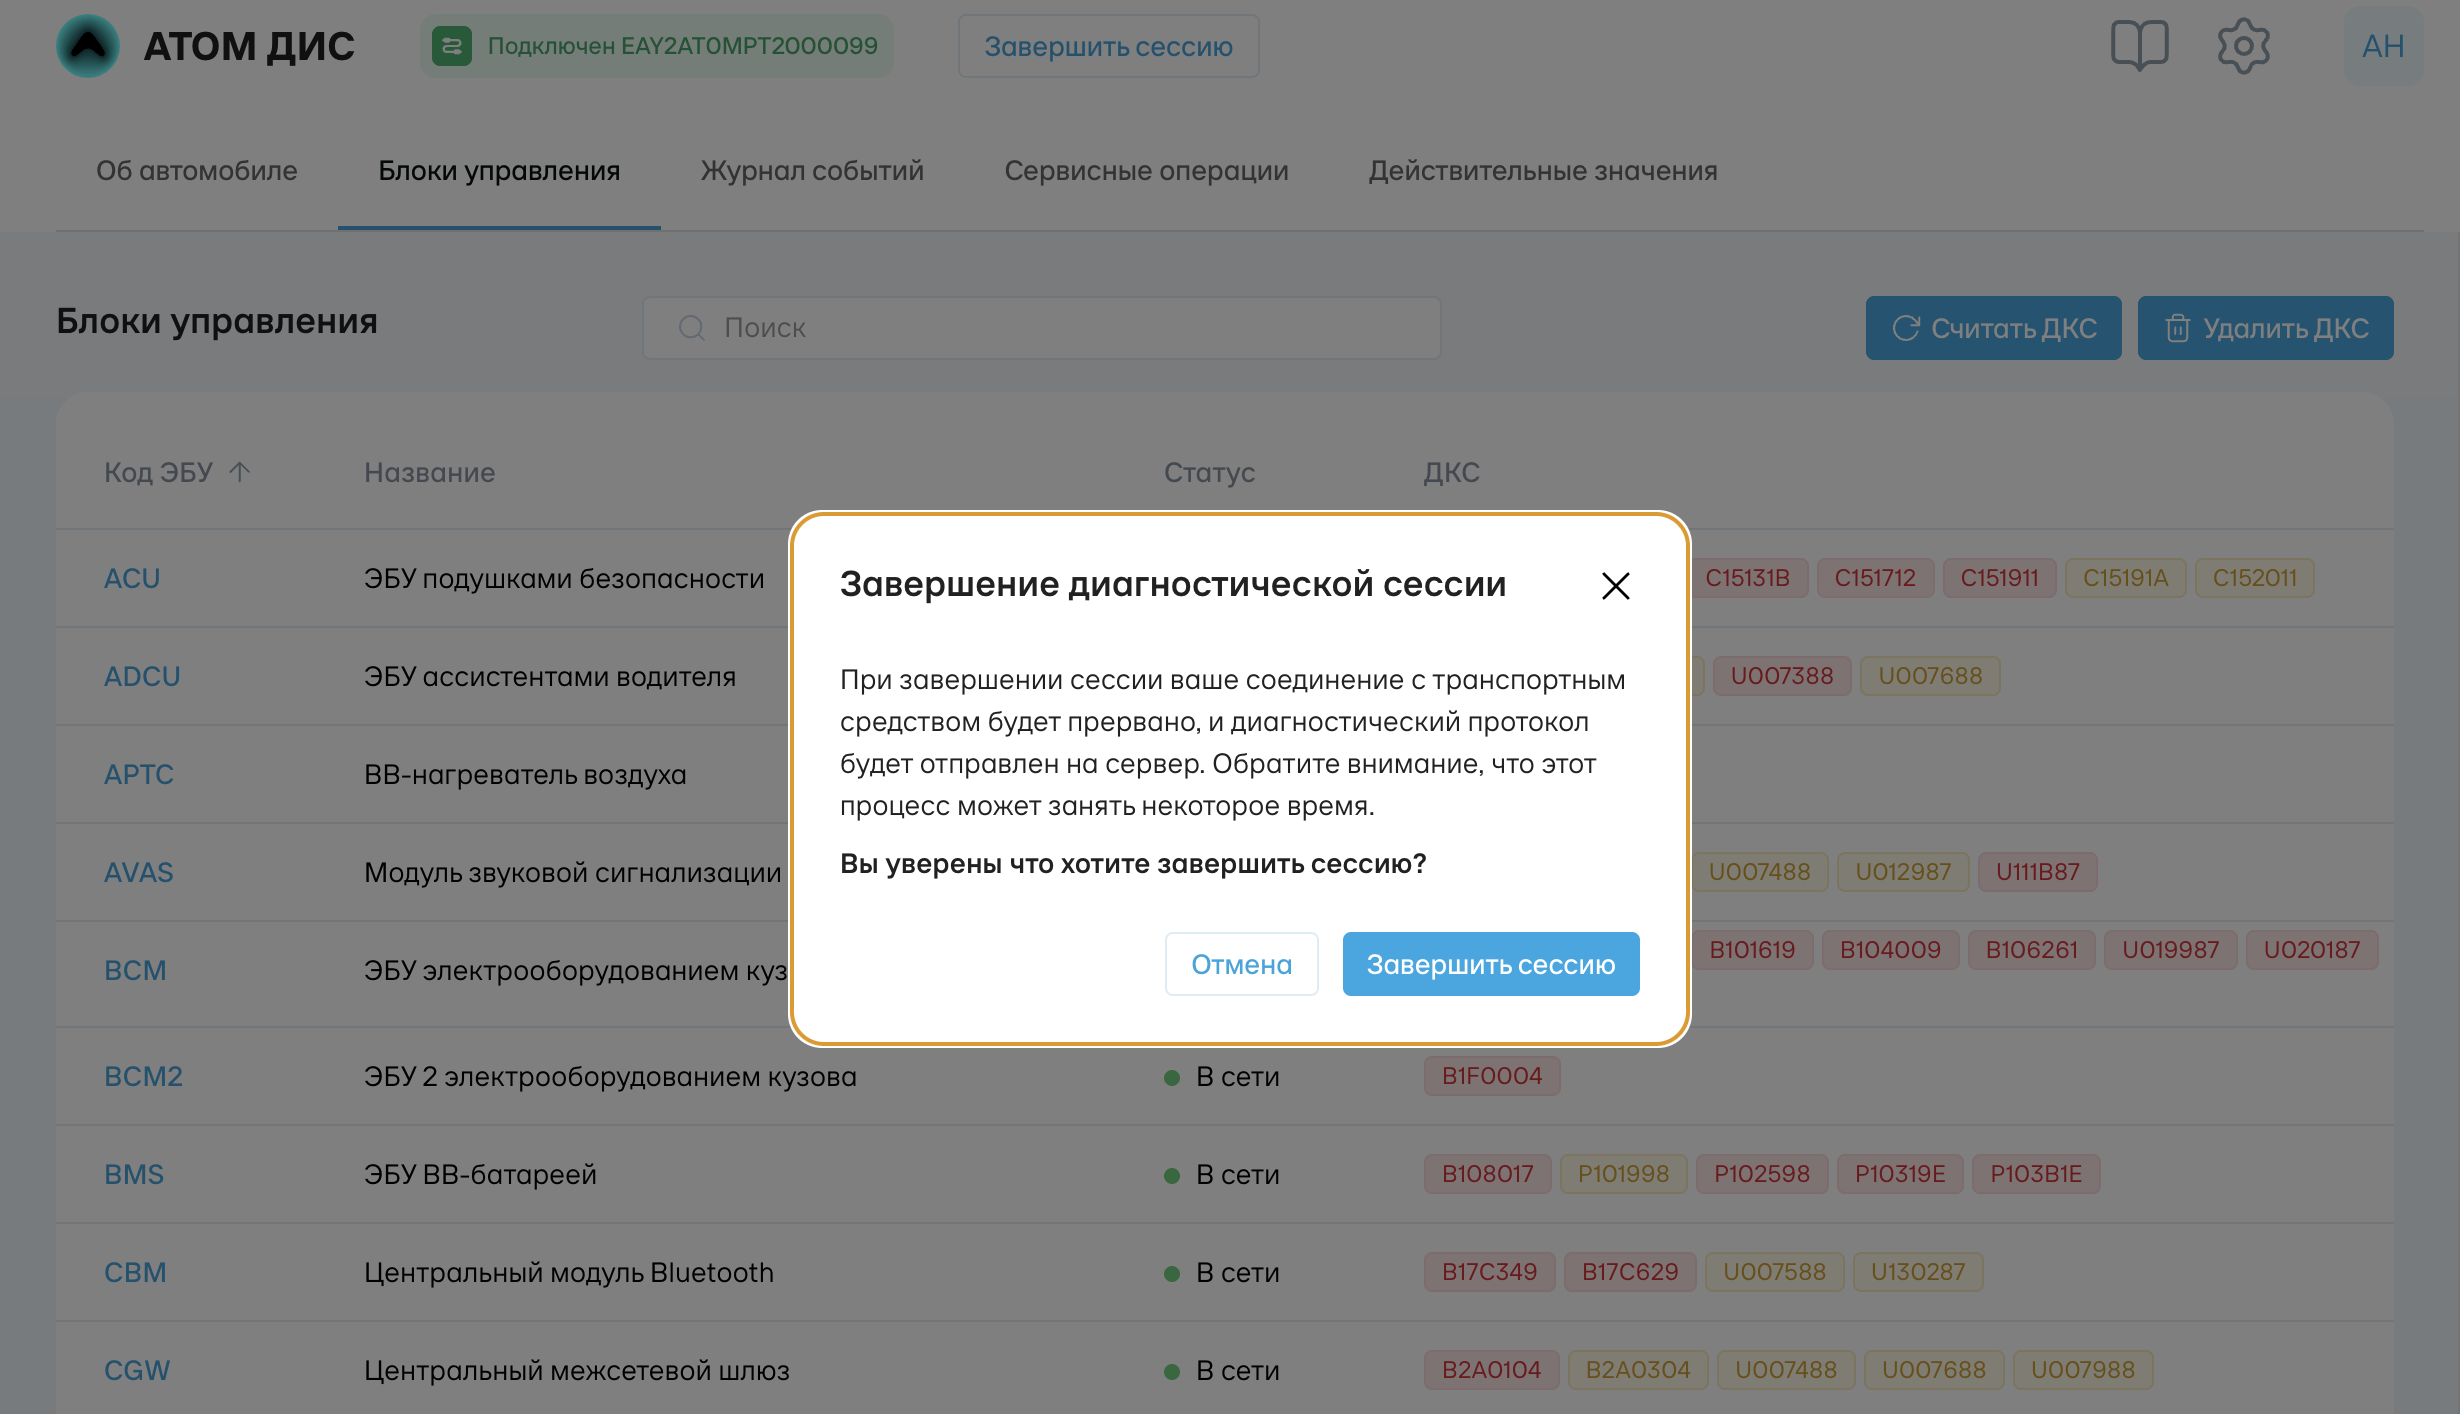 АТОМ ДИС
Подключен EAY2AT0MPT2000099
Завершить сессию
АН
Об автомобиле
Блоки управления
Журнал событий
Сервисные операции
Действительные значения
Блоки управления
Поиск
Считать ДКС
Удалить ДКС
Код ЭБУ
Название
Статус
ДКС
ACU
ЭБУ подушками безопасности
C15131B
C151712
C151911
C15191A
C152011
ADCU
ЭБУ ассистентами водителя
U007388
U007688
APTC
ВВ-нагреватель воздуха
AVAS
Модуль звуковой сигнализации
U007488
U012987
U111B87
BCM
ЭБУ электрооборудованием куз
B101619
B104009
B106261
U019987
U020187
BCM2
ЭБУ 2 электрооборудованием кузова
В сети
B1F0004
BMS
ЭБУ ВВ-батареей
В сети
B108017
P101998
P102598
P10319E
P103B1E
CBM
Центральный модуль Bluetooth
В сети
B17C349
B17C629
U007588
U130287
CGW
Центральный межсетевой шлюз
В сети
B2A0104
B2A0304
U007488
U007688
U007988
Завершение диагностической сессии
При завершении сессии ваше соединение с транспортным
средством будет прервано, и диагностический протокол
будет отправлен на сервер. Обратите внимание, что этот
процесс может занять некоторое время.
Вы уверены что хотите завершить сессию?
Отмена
Завершить сессию